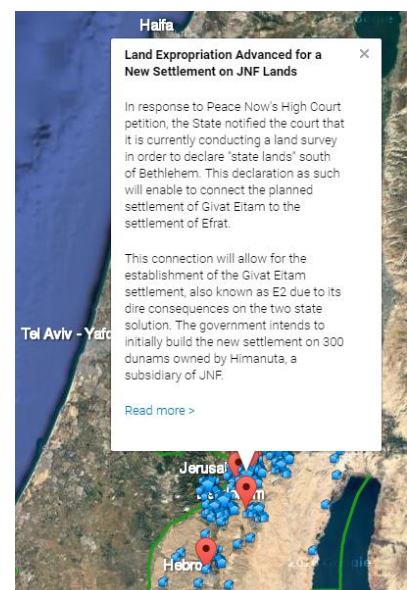 Haifa
Land Expropriation Advanced for a
New Settlement on JNF Lands
In response to Peace Now's High Court
petition, the State notified the court that
it is currently conducting a land survey
in order to declare "state lands" south
of Bethlehem. This declaration as such
will enable to connect the planned
settlement of Givat Eitam to the
settlement of Efrat.
This connection will allow for the
establishment of the Givat Eitam
settlement, also known as E2 due to its
dire consequences on the two state
solution. The government intends to
initially build the new settlement on 300
dunams owned by Himanuta, a
subsidiary of JNF.
Tel Aviv - Yafo
Read more >
Jerusal
Hebro